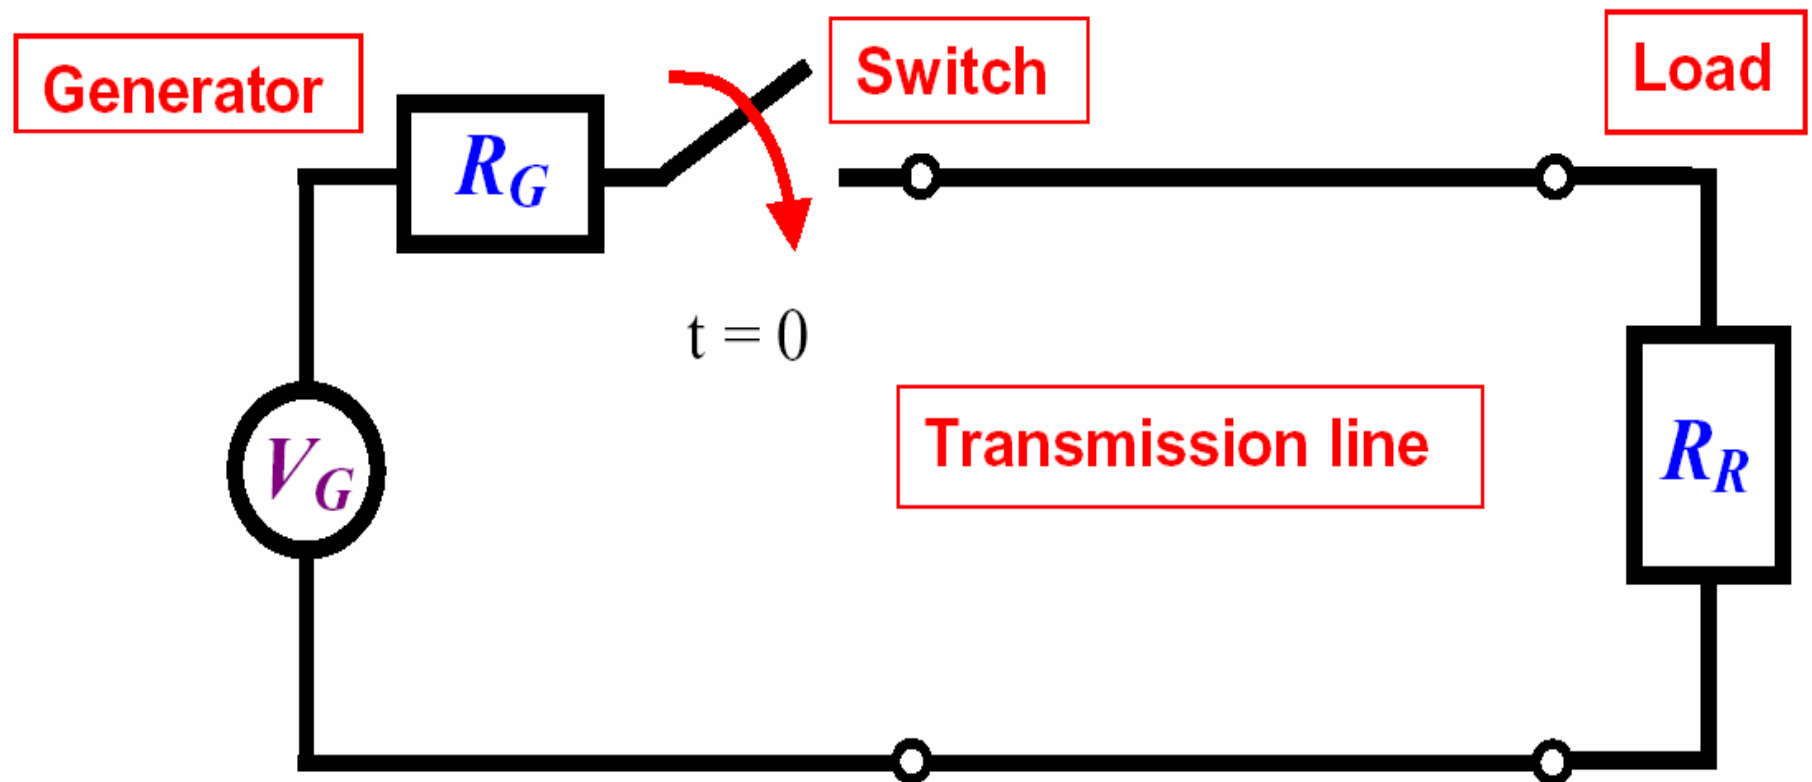 Generator
Switch
Load
R_G
t = 0
Transmission line
V_G
R_R